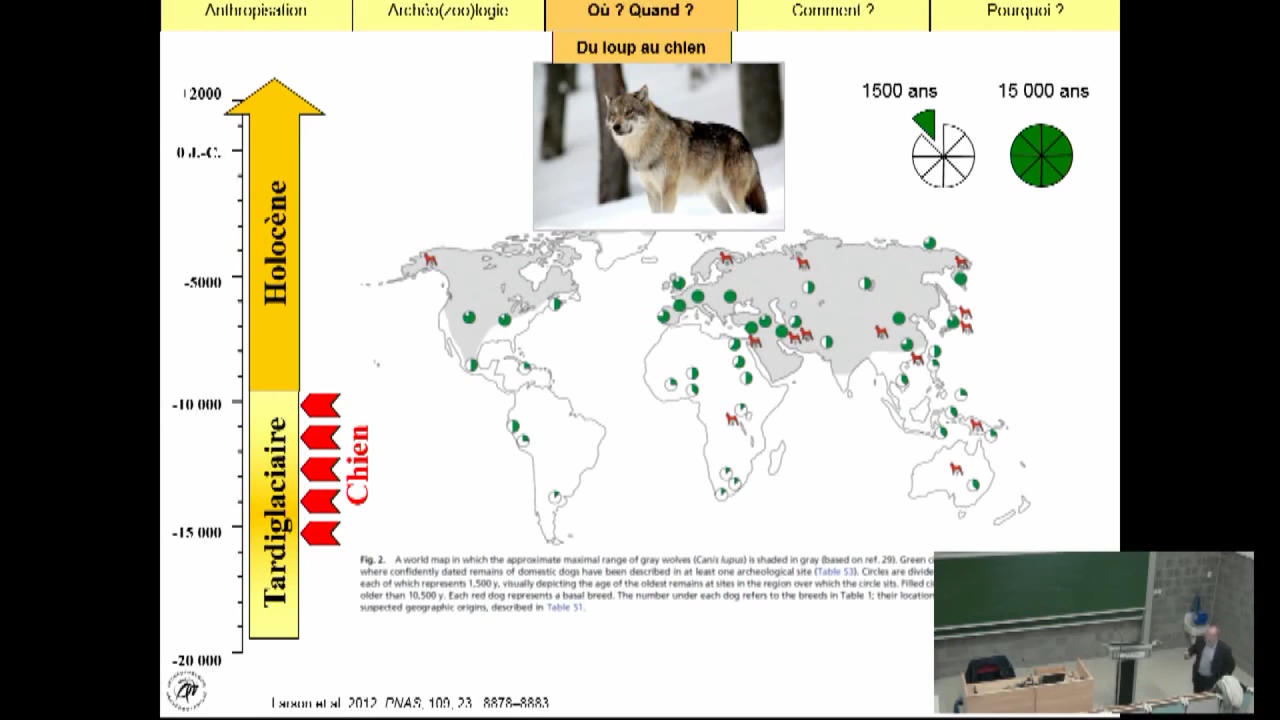 Anthropisation
Archéo(zoo)logie
Où ? Quand ?
Comment ?
Pourquoi ?
Du loup au chien
1500 ans
15 000 ans
2000
0 J.-C.
-5000
-10 000
-15 000
-20 000
Holocène
Tardiglaciaire
Chien
Fig. 2. A world map in which the approximate maximal range of gray wolves (Canis lupus) is shaded in gray (based on ref. 29). Green ci
where confidently dated remains of domestic dogs have been described in at least one archeological site (Table S3). Circles are divide
each of which represents 1,500 y, visually depicting the age of the oldest remains at sites in the region over which the circle sits. Filled ci
older than 10,500 y. Each red dog represents a basal breed. The number under each dog refers to the breeds in Table 1; their location
suspected geographic origins, described in Table S1.
Larson et al. 2012, PNAS, 109, 23 8878–8883